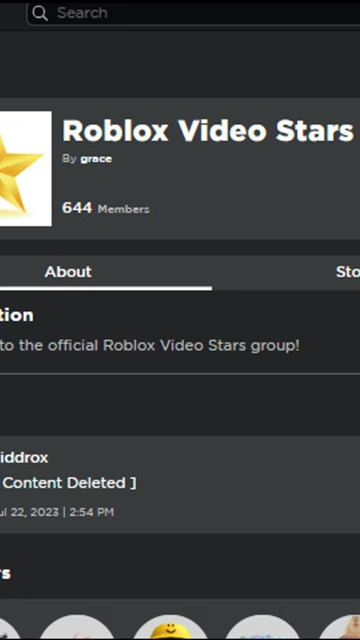 Search
Roblox Video Stars
By grace
644 Members
About
Sto
tion
to the official Roblox Video Stars group!
iddrox
Content Deleted ]
ul 22, 2023 | 2:54 PM
rs